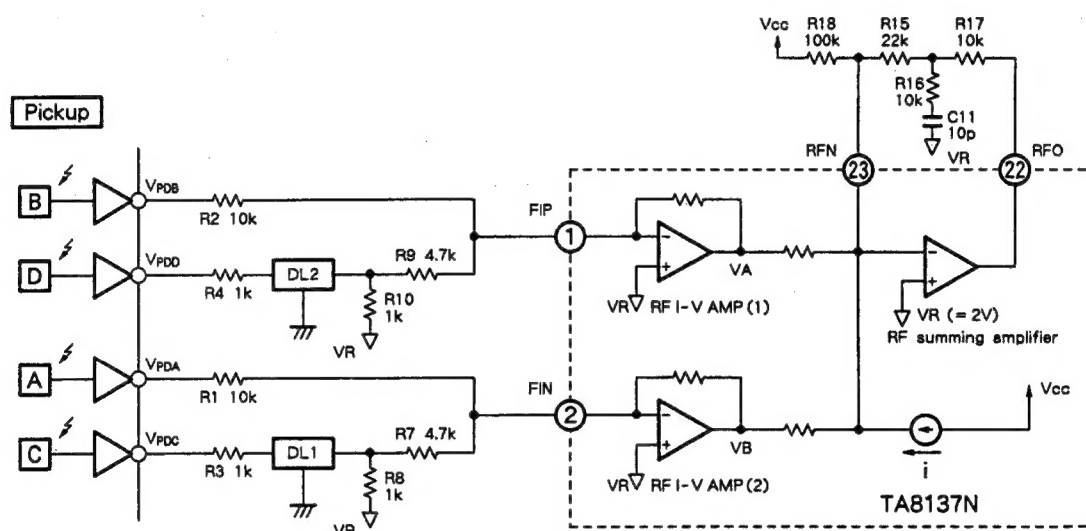 Vcc
R18
100k
R15
22k
R17
10k
R16
10k
C11
10p
VR
Pickup
RFN
RFO
23
22
B
VPDB
R2 10k
FIP
1
VA
VR
RF I-V AMP (1)
VR (= 2V)
RF summing amplifier
D
VPDD
R4 1k
DL2
R9 4.7k
R10
1k
VR
A
VPDA
R1 10k
FIN
2
VB
VR
RF I-V AMP (2)
Vcc
i
C
VPDC
R3 1k
DL1
R7 4.7k
R8
1k
VR
TA8137N